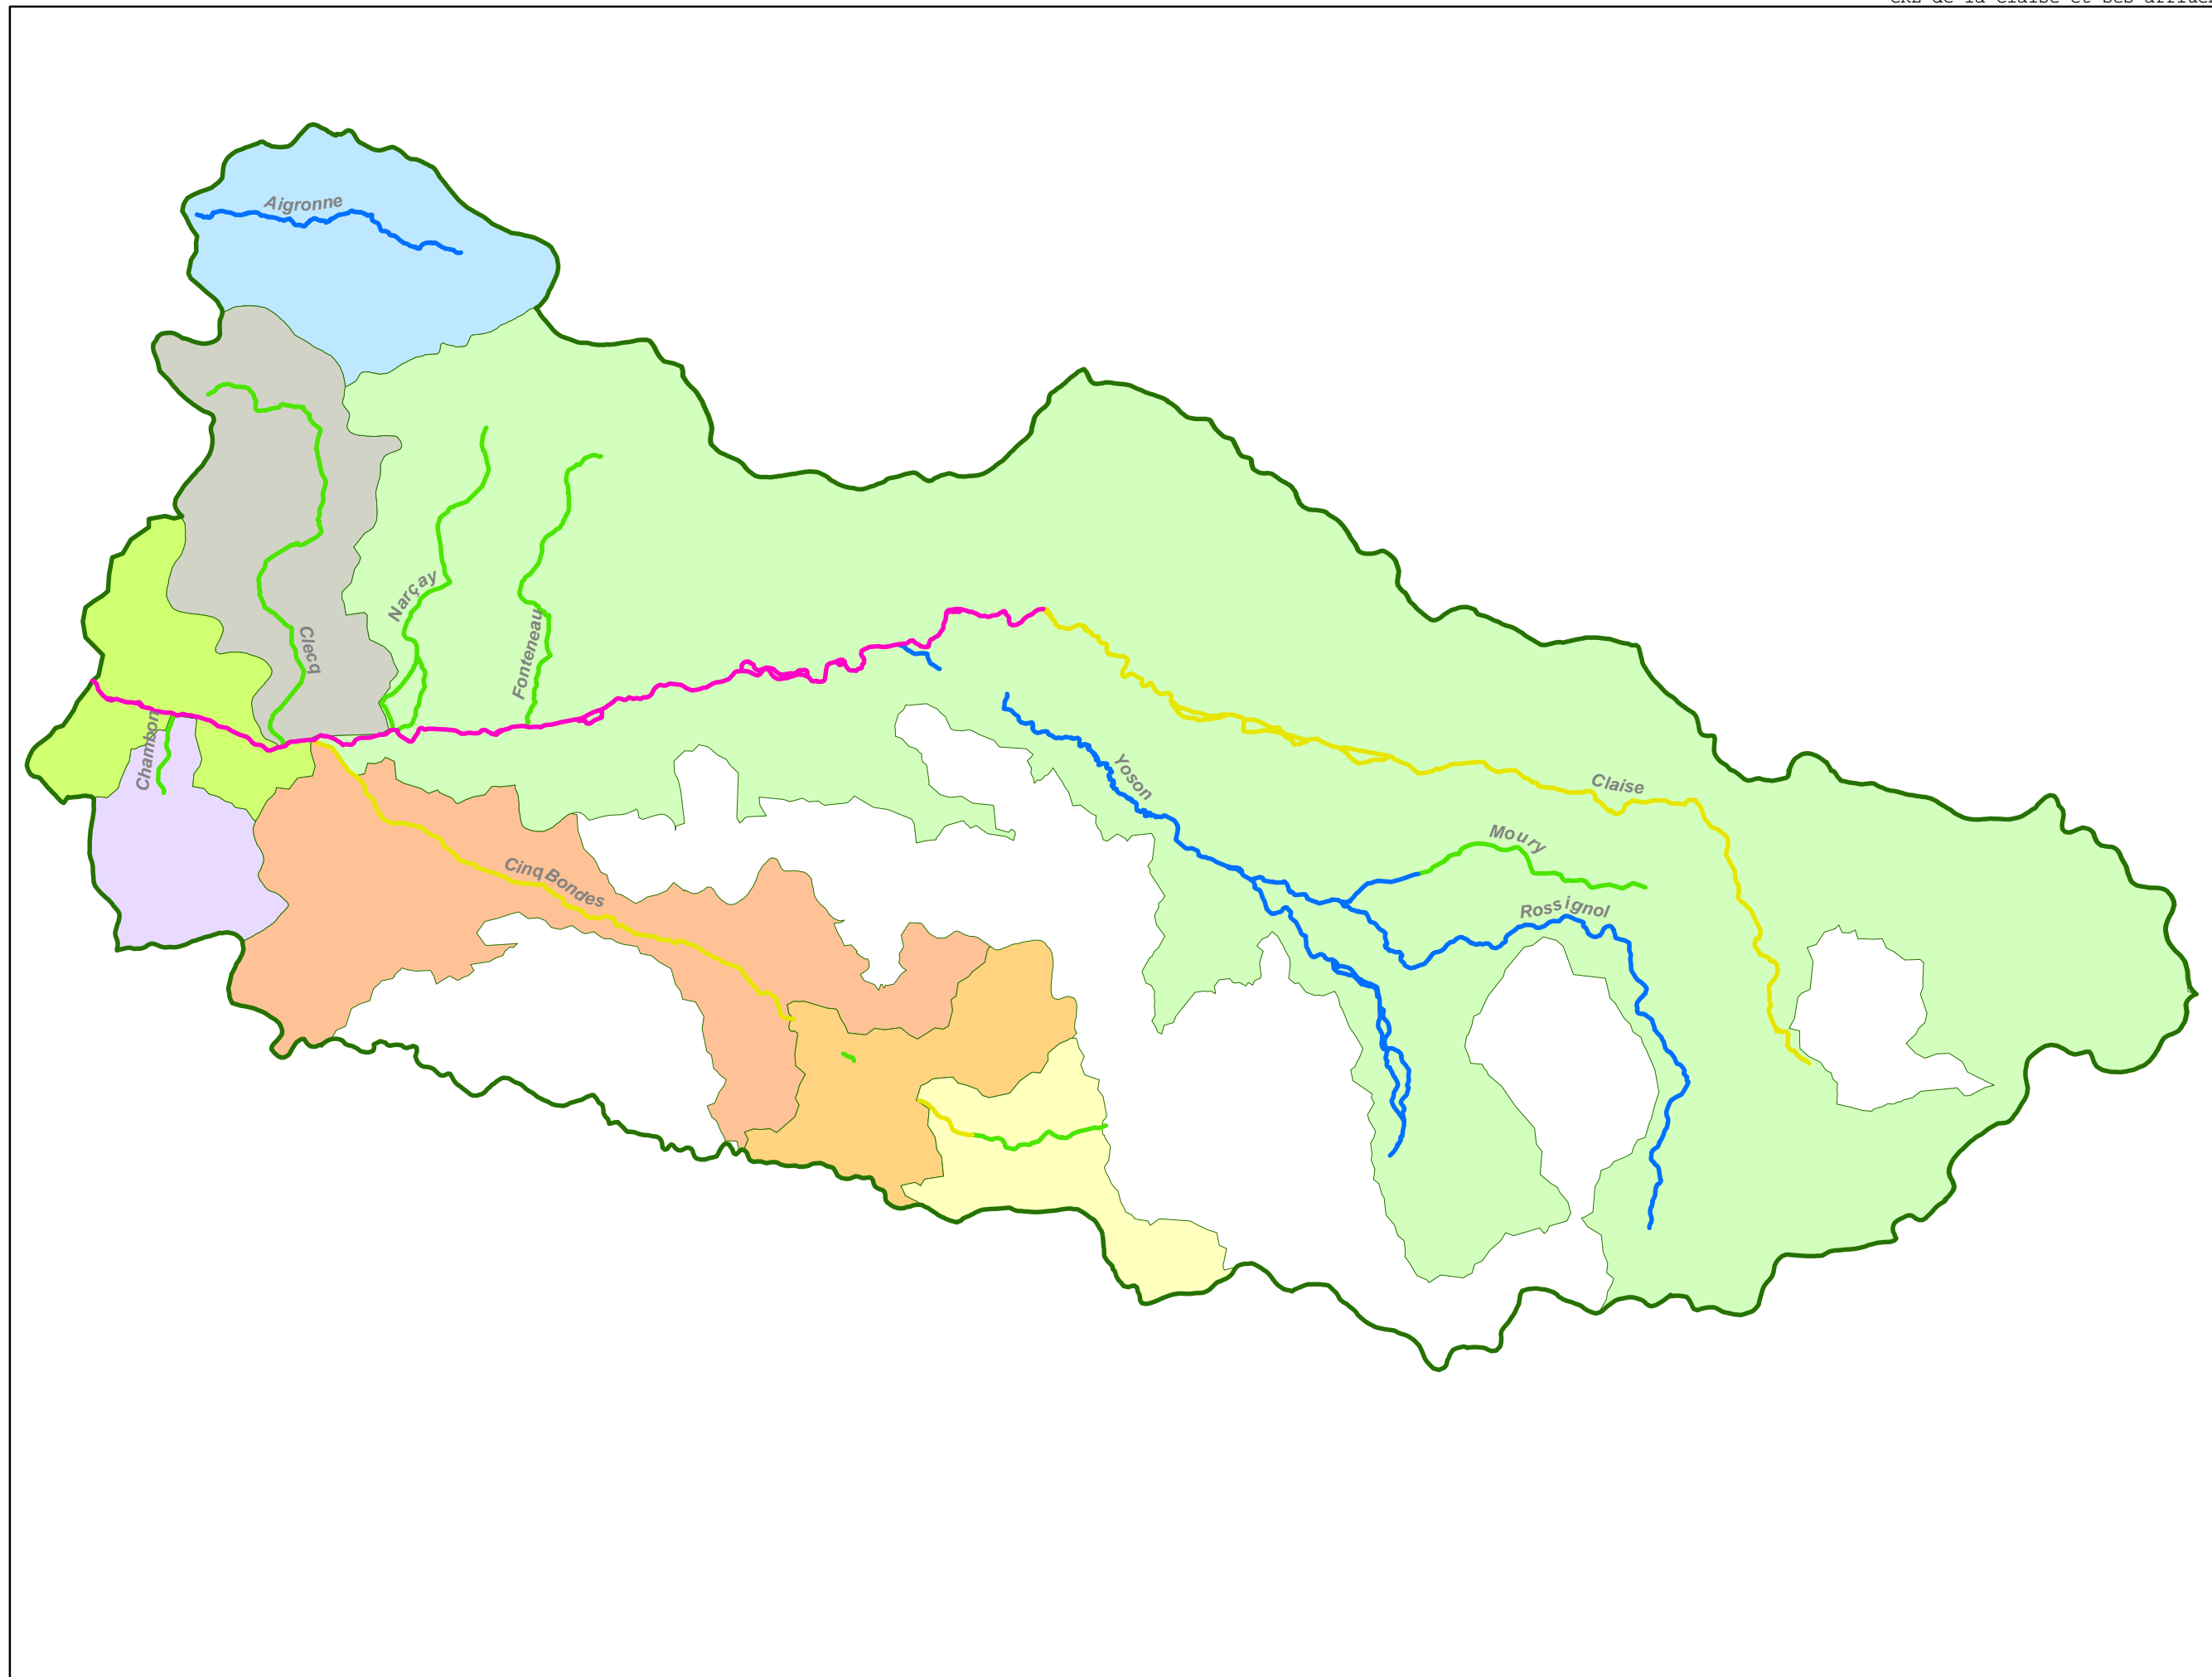 Aigronne
Narçay
Clecq
Fonteneau
Chambon
Yoson
Claise
Moury
Rossignol
Cinq Bondes